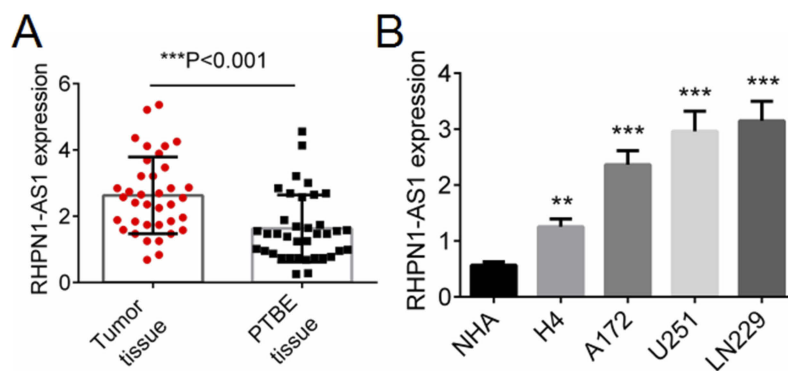 A
***P<0.001
RHPN1-AS1 expression
6
4
2
0
Tumor
tissue
PTBE
tissue
B
RHPN1-AS1 expression
4
3
2
1
0
**
***
***
***
NHA
H4
A172
U251
LN229